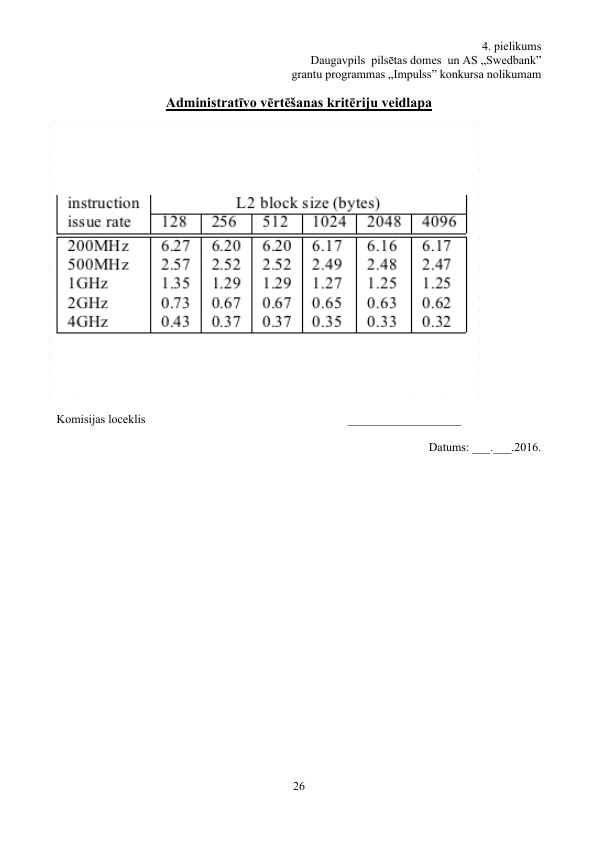 4. pielikums
Daugavpils pilsētas domes un AS „Swedbank”
grantu programmas „Impulss” konkursa nolikumam
Administratīvo vērtēšanas kritēriju veidlapa
instruction L2 block size (bytes)
issue rate 128 256 512 1024 2048 4096
200MHz 6.27 6.20 6.20 6.17 6.16 6.17
500MHz 2.57 2.52 2.52 2.49 2.48 2.47
1GHz 1.35 1.29 1.29 1.27 1.25 1.25
2GHz 0.73 0.67 0.67 0.65 0.63 0.62
4GHz 0.43 0.37 0.37 0.35 0.33 0.32
Komisijas loceklis ___________________
Datums: ___.___.2016.
26